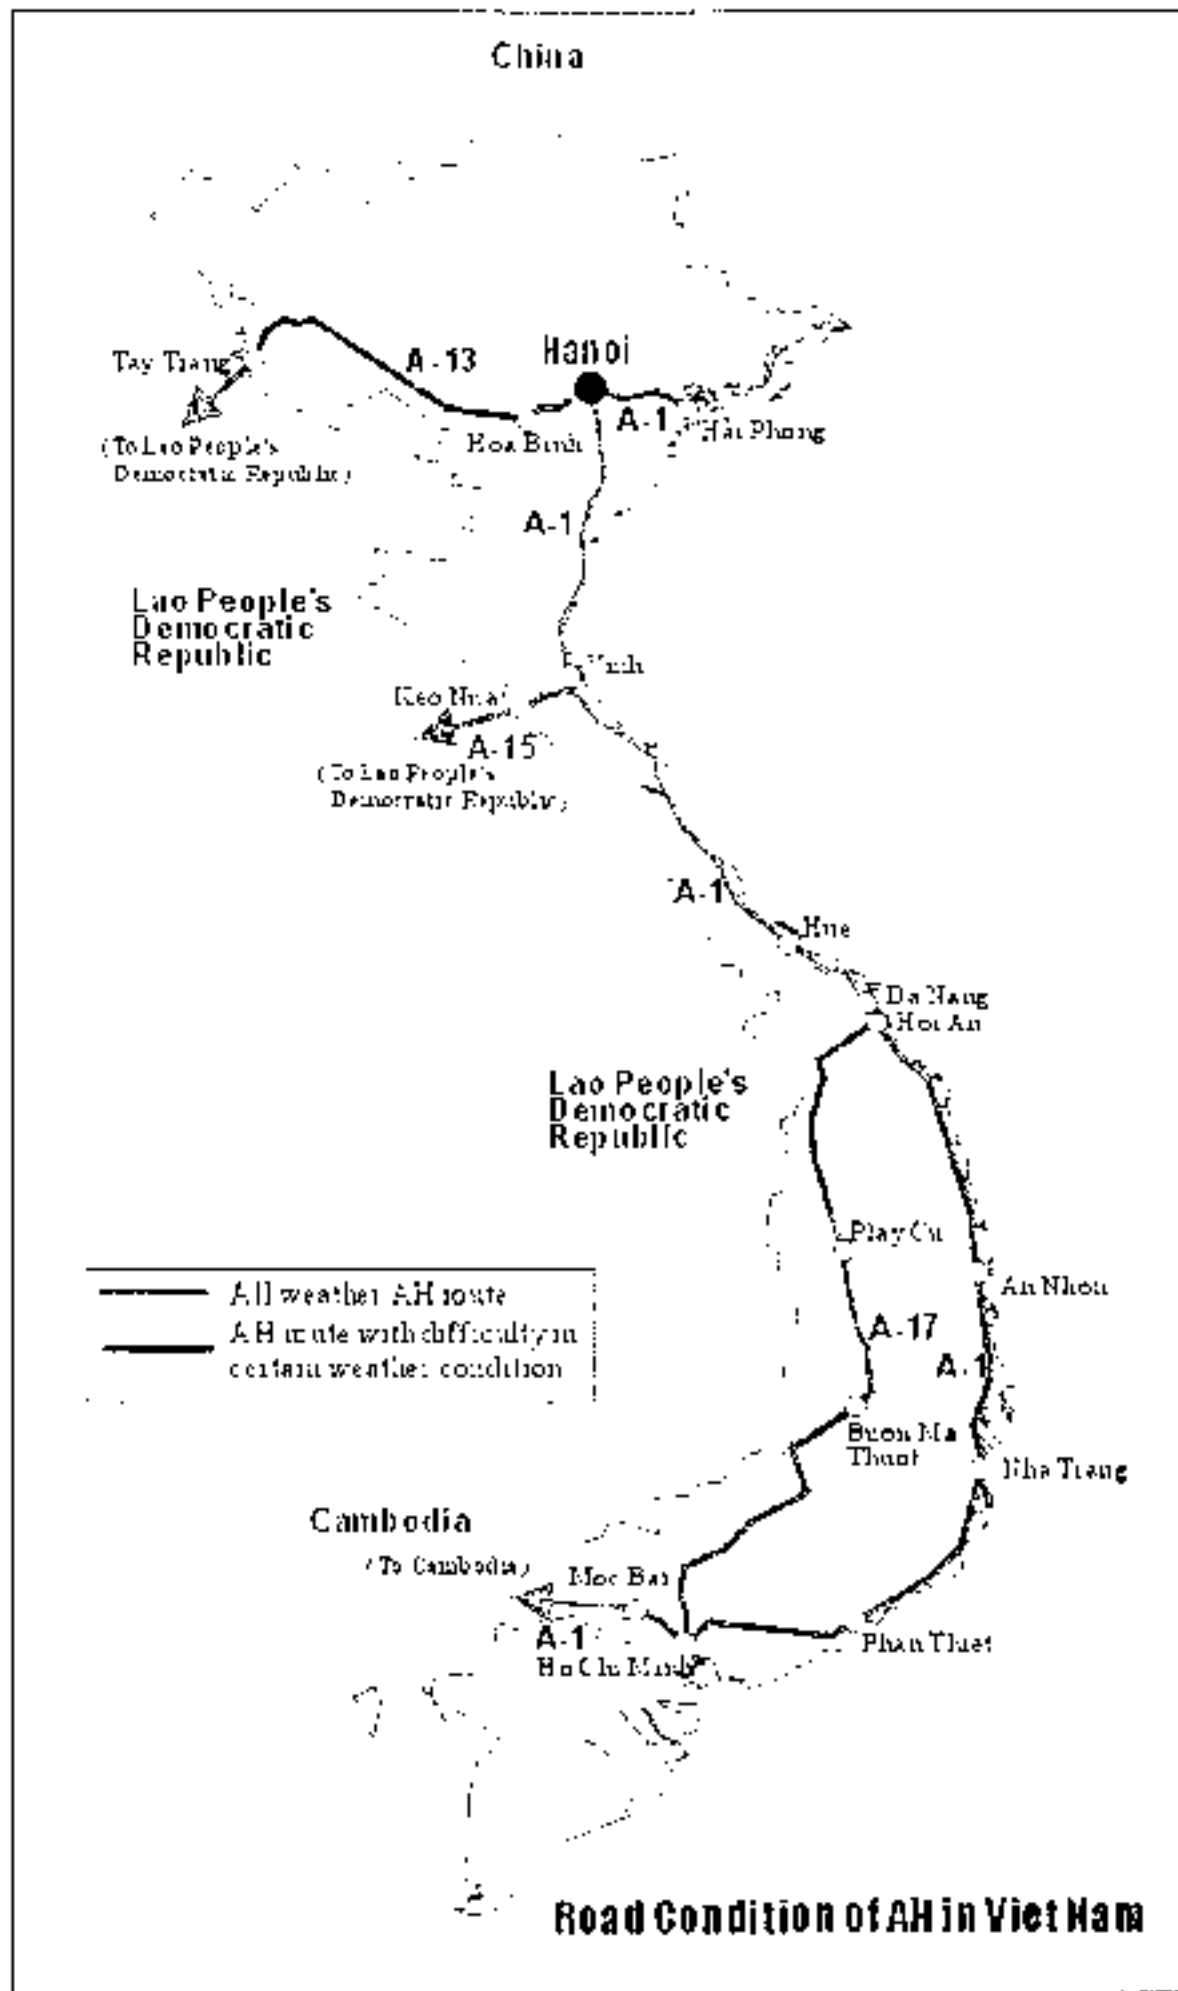 China
Hanoi
Tay Trang
A-13
A-1
Hai Phong
Hoa Binh
(To Lao People's
Democratic Republic)
A-1
Lao People's
Democratic
Republic
Vinh
Keo Nua
A-15
(To Lao People's
Democratic Republic)
A-1
Hue
Da Nang
Hoi An
Lao People's
Democratic
Republic
Play Cu
An Nhon
All weather AH route
AH route with difficulty in
certain weather condition
A-17
A-1
Buon Ma
Thuot
Nha Trang
Cambodia
(To Cambodia)
Moc Bai
A-1
Ho Chi Minh
Phan Thiet
Road Condition of AH in Viet Nam